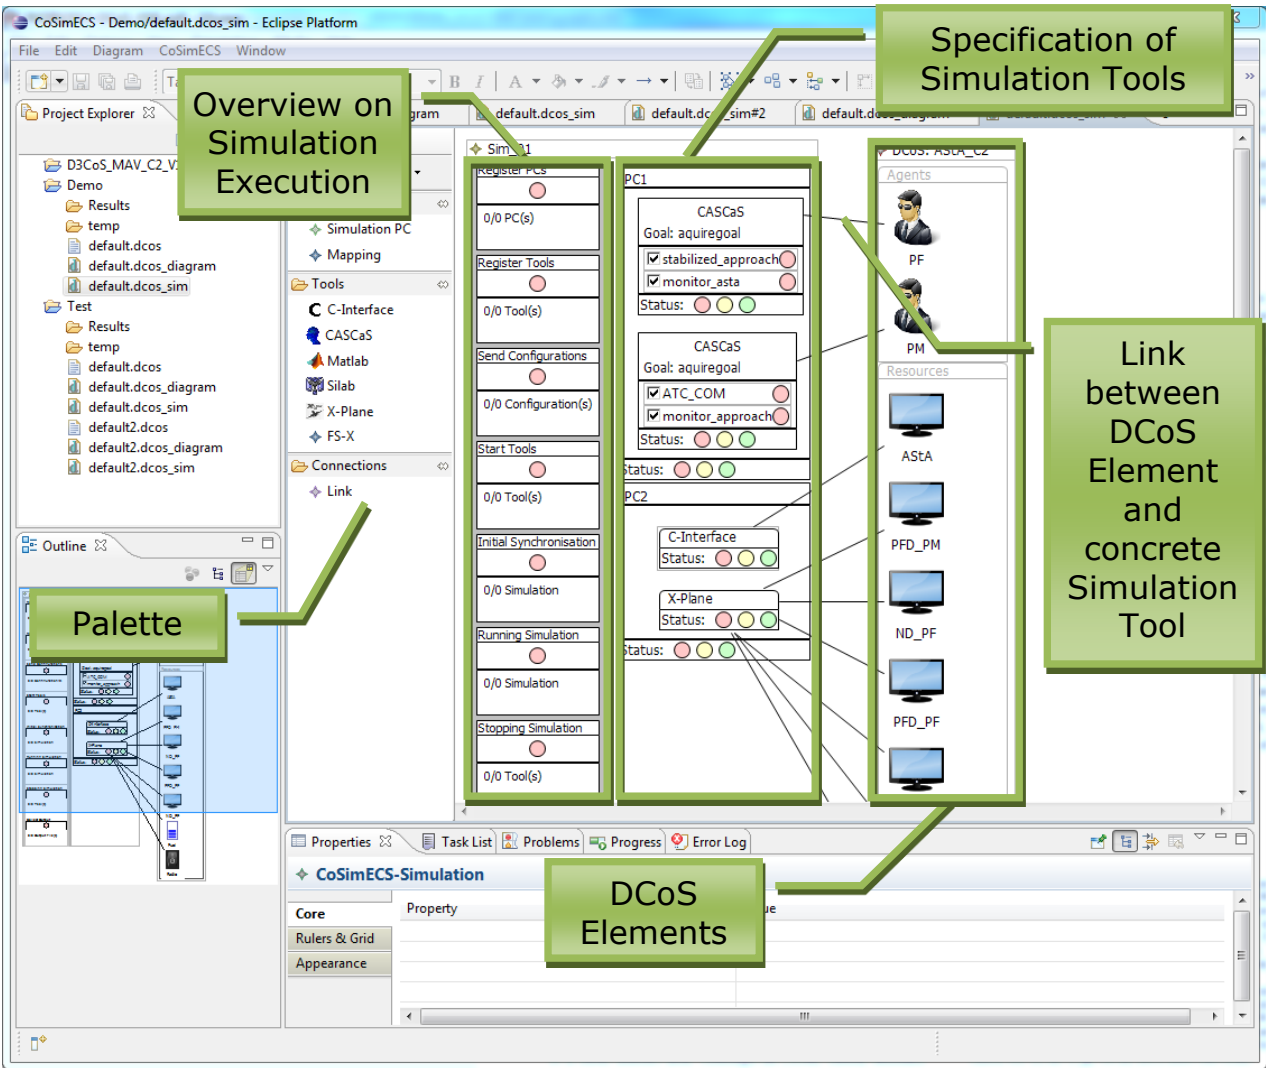 CoSimECS - Demo/default.dcos_sim - Eclipse Platform
File Edit Diagram CoSimECS Window
Specification of
Simulation Tools
Overview on
Simulation
Execution
B I A
Project Explorer
default.dcos_sim
default.dcos_sim#2
D3CoS_MAV_C2_V
Demo
Results
temp
default.dcos
default.dcos_diagram
default.dcos_sim
Test
Results
temp
default.dcos
default.dcos_diagram
default.dcos_sim
default2.dcos
default2.dcos_diagram
default2.dcos_sim
Simulation PC
Mapping
Tools
C-Interface
CASCaS
Matlab
Silab
X-Plane
FS-X
Connections
Link
Register PCs
0/0 PC(s)
Register Tools
0/0 Tool(s)
Send Configurations
0/0 Configuration(s)
Start Tools
0/0 Tool(s)
Initial Synchronisation
0/0 Simulation
Running Simulation
0/0 Simulation
Stopping Simulation
0/0 Tool(s)
PC1
CASCaS
Goal: aquiregoal
stabilized_approach
monitor_asta
Status:
CASCaS
Goal: aquiregoal
ATC_COM
monitor_approach
Status:
Status:
PC2
C-Interface
Status:
X-Plane
Status:
Status:
DCoS: AStA_C2
Agents
PF
PM
Resources
AStA
PFD_PM
ND_PF
PFD_PF
Link
between
DCoS
Element
and
concrete
Simulation
Tool
Outline
Palette
Properties
Task List
Problems
Progress
Error Log
CoSimECS-Simulation
Core
Rulers & Grid
Appearance
Property
DCoS
Elements